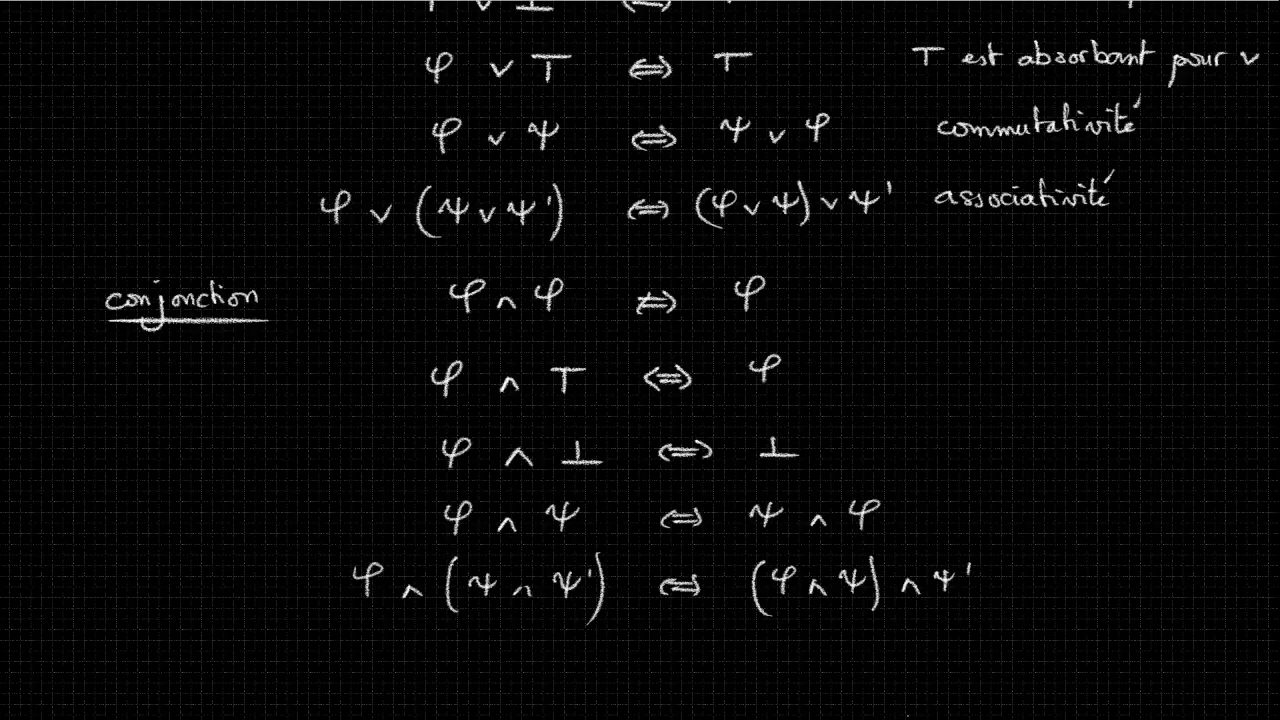 φ ∨ ⊤ ⇔ ⊤ ⊤ est absorbant pour ∨
φ ∨ ψ ⇔ ψ ∨ φ commutativité
φ ∨ (ψ ∨ ψ') ⇔ (φ ∨ ψ) ∨ ψ' associativité
conjonction φ ∧ φ ⇔ φ
φ ∧ ⊤ ⇔ φ
φ ∧ ⊥ ⇔ ⊥
φ ∧ ψ ⇔ ψ ∧ φ
φ ∧ (ψ ∧ ψ') ⇔ (φ ∧ ψ) ∧ ψ'